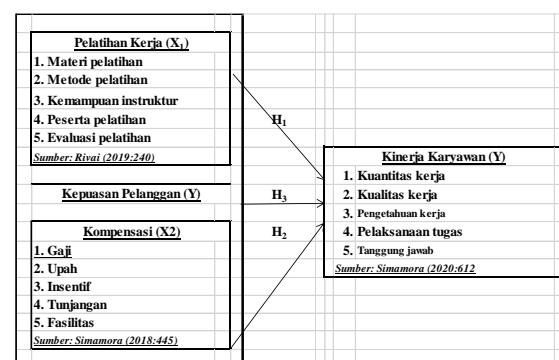 Pelatihan Kerja (X₁)
1. Materi pelatihan
2. Metode pelatihan
3. Kemampuan instruktur
4. Peserta pelatihan
5. Evaluasi pelatihan
Sumber: Rivai (2019:240)
H₁
Kepuasan Pelanggan (Y)
H₃
Kompensasi (X2)
1. Gaji
2. Upah
3. Insentif
4. Tunjangan
5. Fasilitas
Sumber: Simamora (2018:445)
H₂
Kinerja Karyawan (Y)
1. Kuantitas kerja
2. Kualitas kerja
3. Pengetahuan kerja
4. Pelaksanaan tugas
5. Tanggung jawab
Sumber: Simamora (2020:612